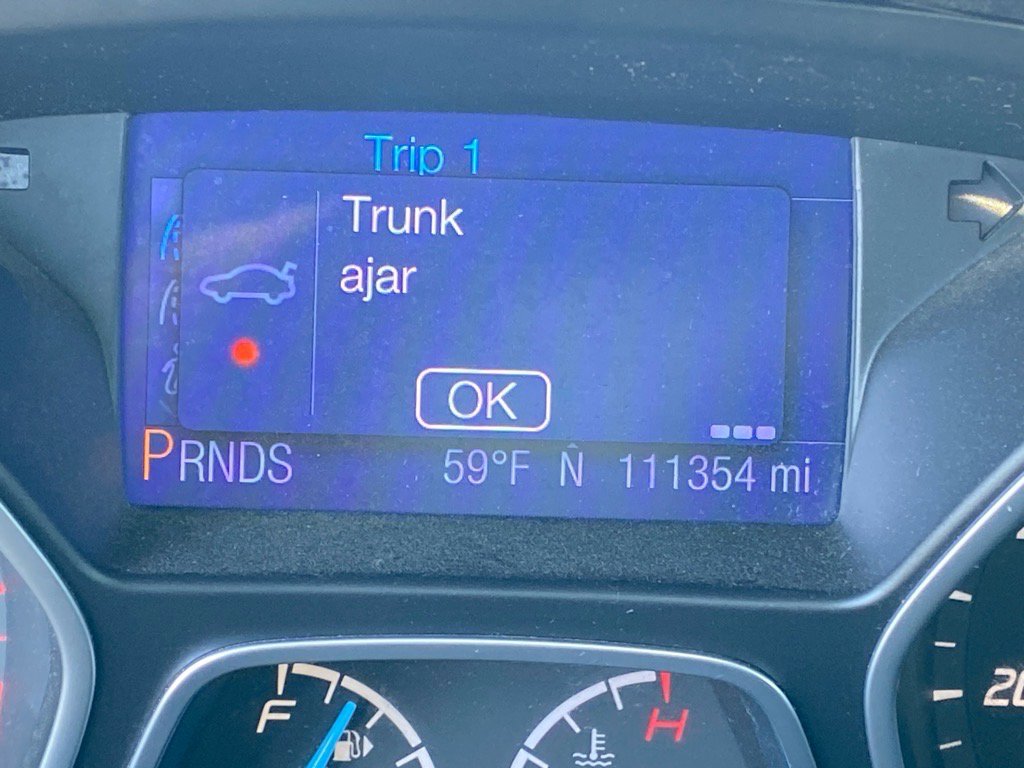 Trip 1
Trunk
ajar
OK
PRNDS 59°F N 111354 mi
F
H